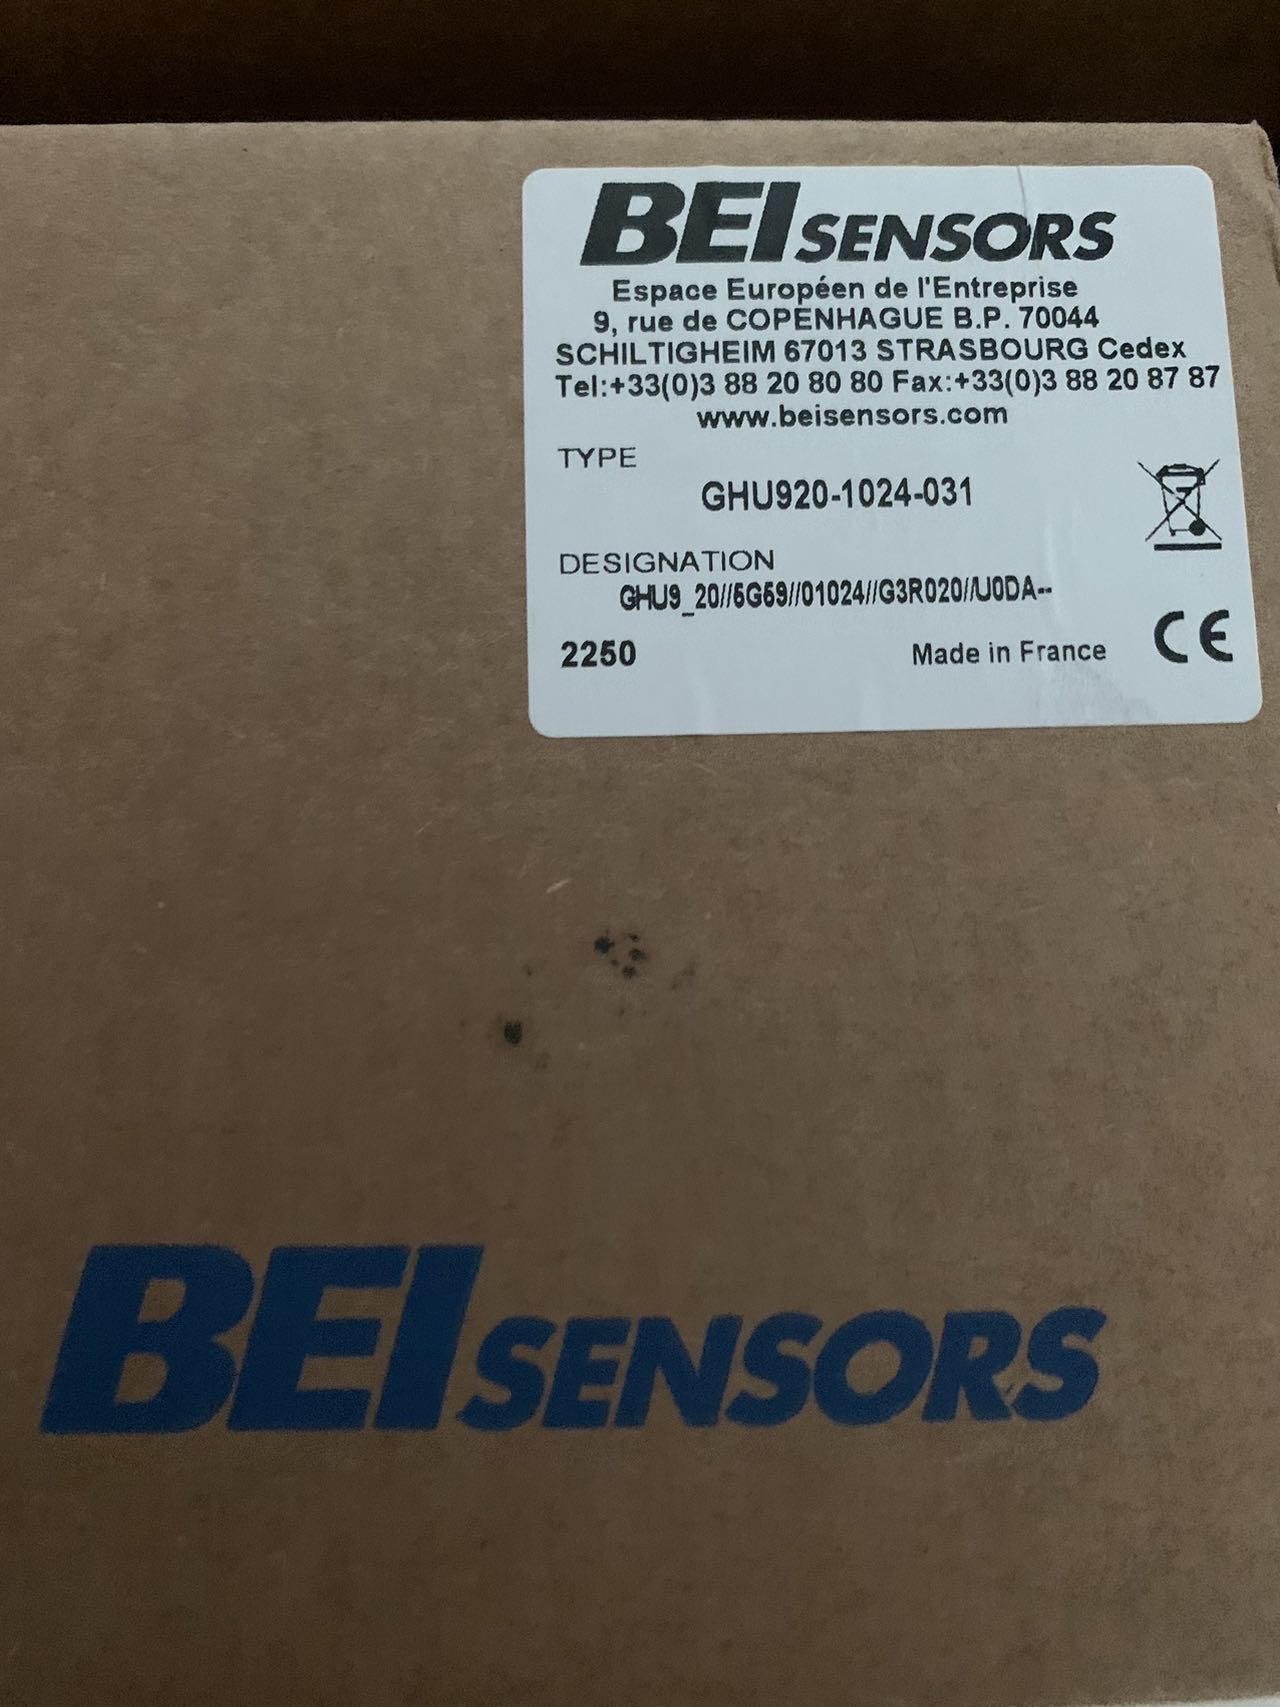 BEI SENSORS
Espace Européen de l'Entreprise
9, rue de COPENHAGUE B.P. 70044
SCHILTIGHEIM 67013 STRASBOURG Cedex
Tel:+33(0)3 88 20 80 80 Fax:+33(0)3 88 20 87 87
www.beisensors.com
TYPE
GHU920-1024-031
DESIGNATION
GHU9_20//5G59//01024//G3R020//U0DA--
2250 Made in France CE
BEI SENSORS